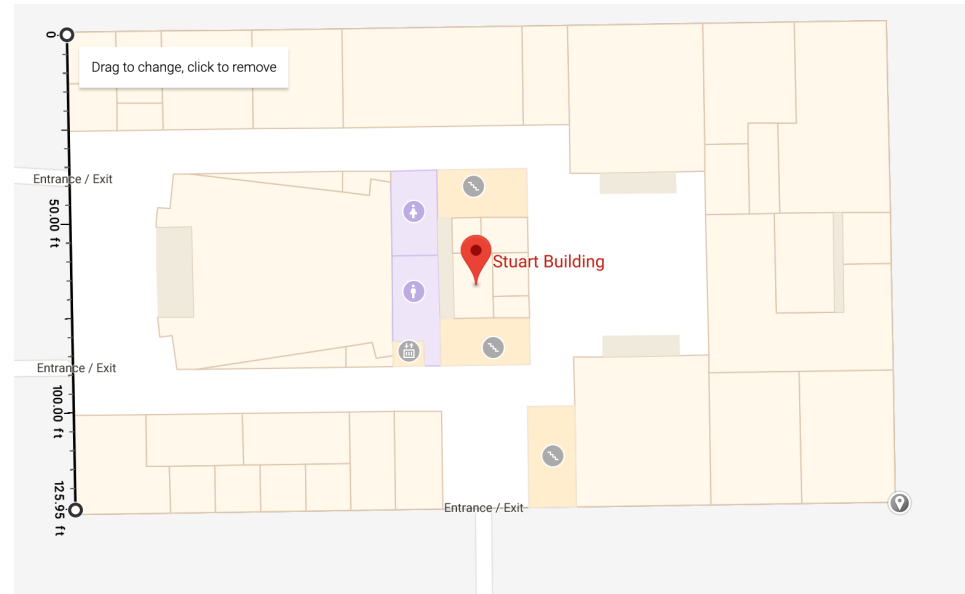 0
Drag to change, click to remove
Entrance / Exit
50.00 ft
Stuart Building
Entrance / Exit
100.00 ft
125.95 ft
Entrance / Exit